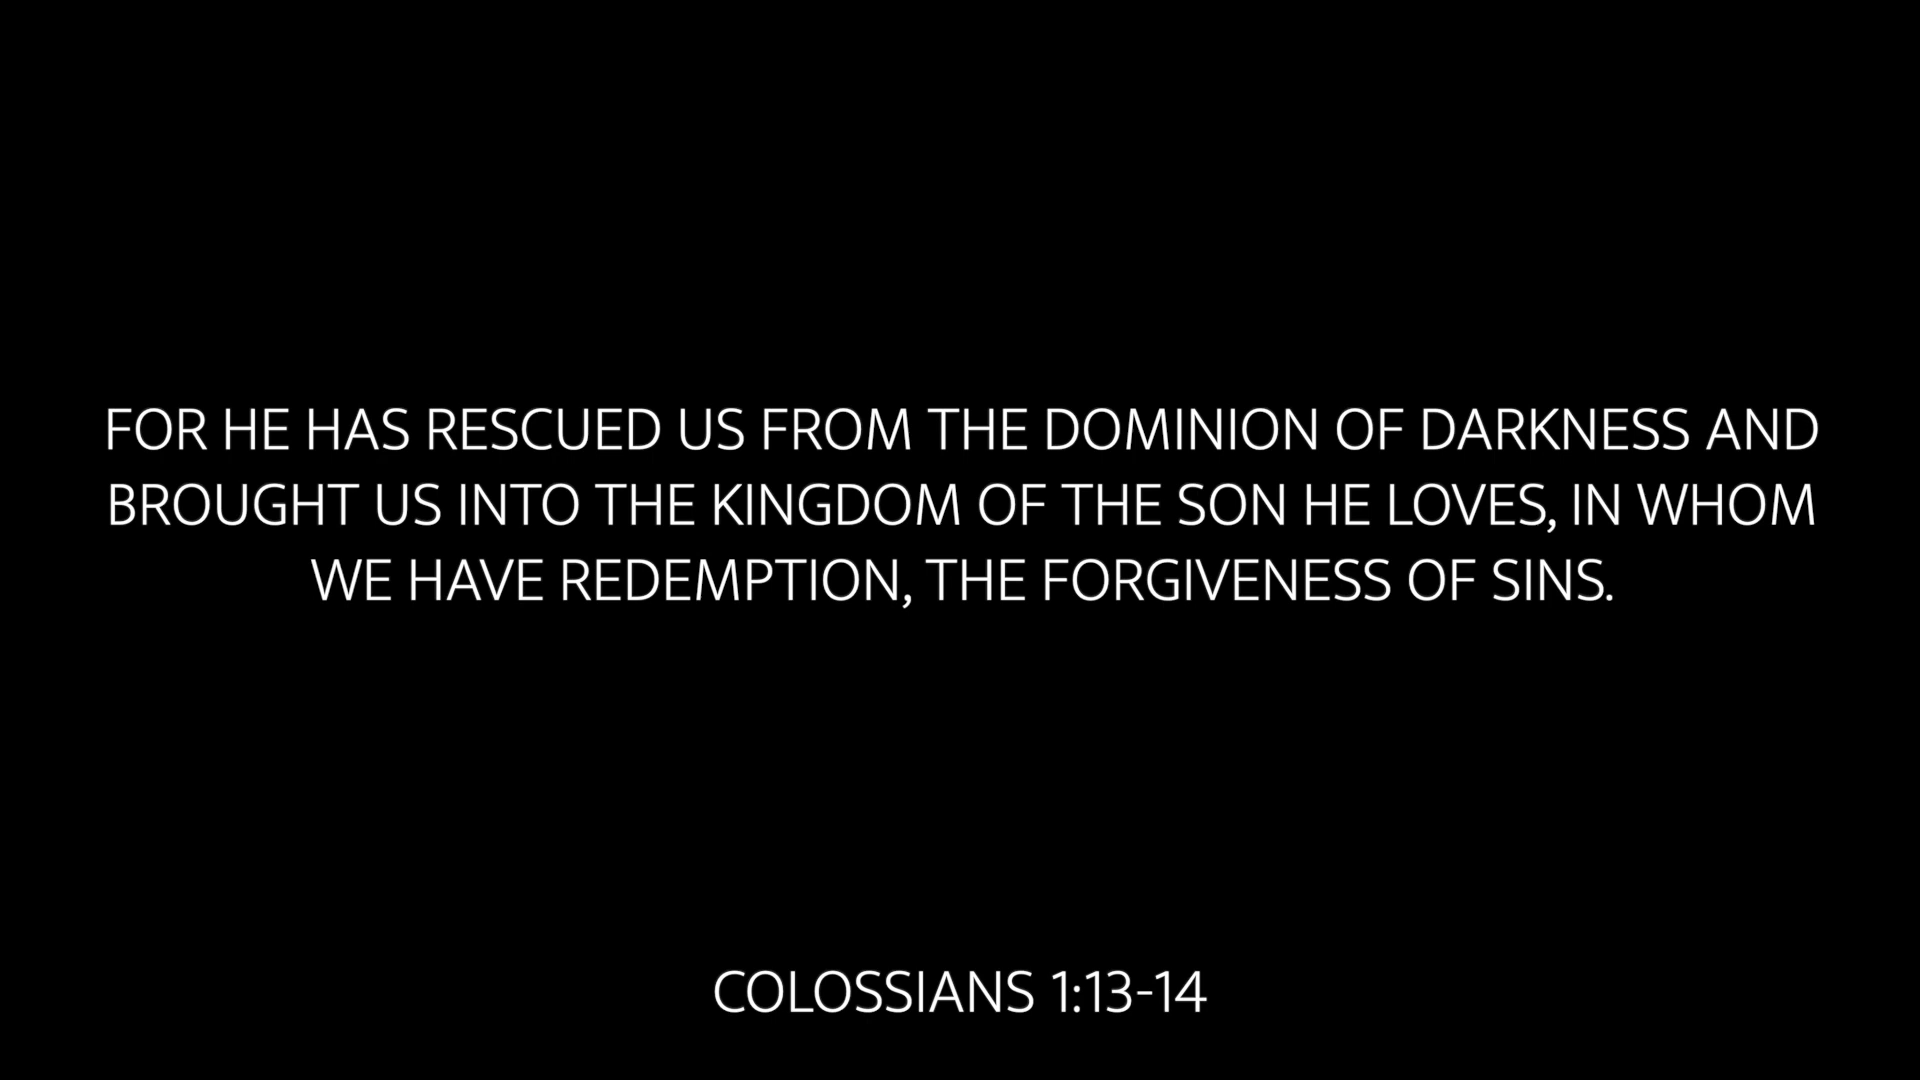 FOR HE HAS RESCUED US FROM THE DOMINION OF DARKNESS AND
BROUGHT US INTO THE KINGDOM OF THE SON HE LOVES, IN WHOM
WE HAVE REDEMPTION, THE FORGIVENESS OF SINS.
COLOSSIANS 1:13-14